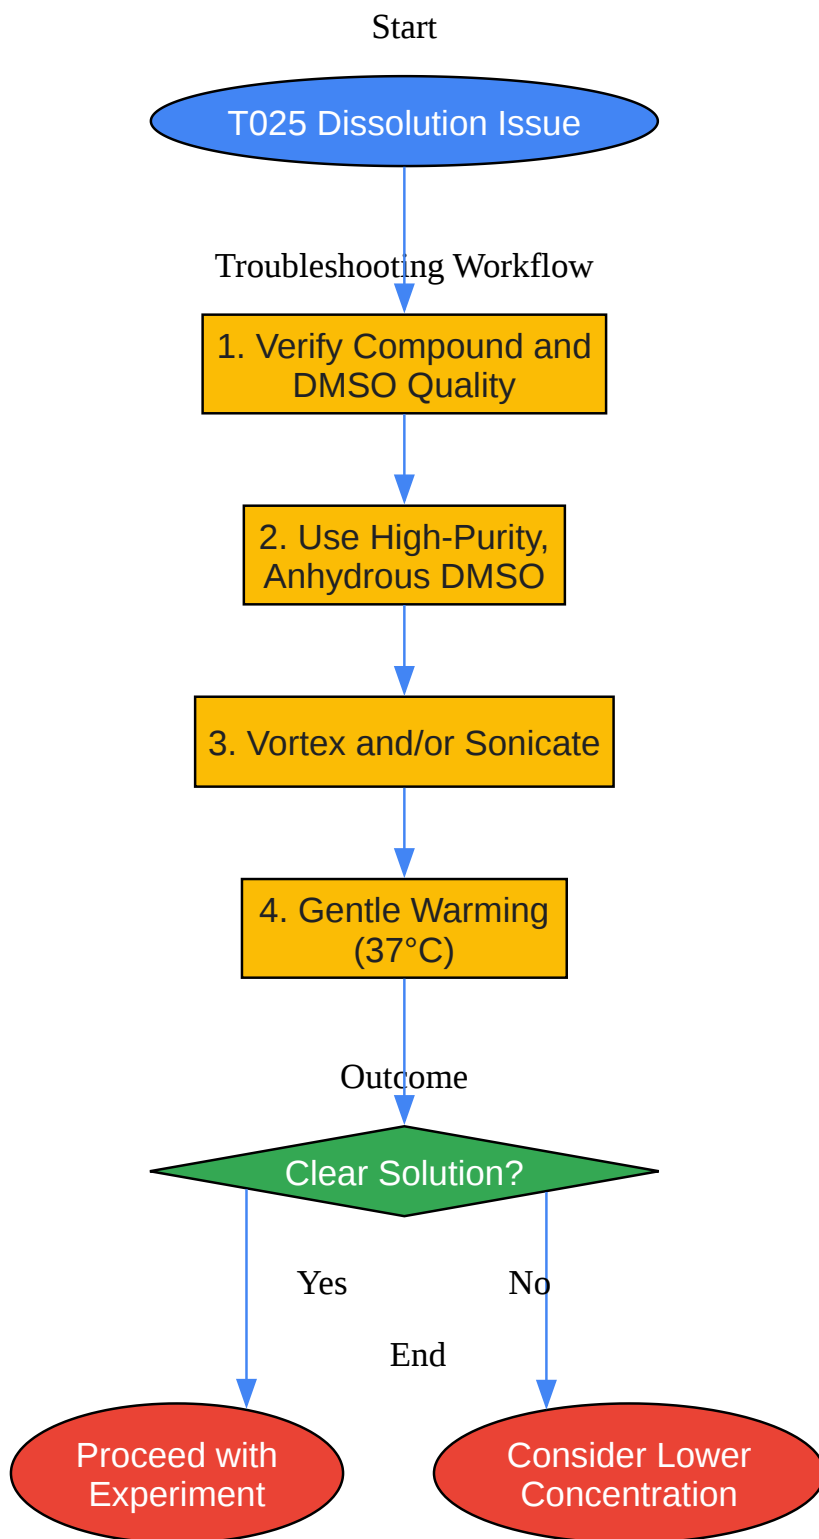 Start
T025 Dissolution Issue
Troubleshooting Workflow
1. Verify Compound and
DMSO Quality
2. Use High-Purity,
Anhydrous DMSO
3. Vortex and/or Sonicate
4. Gentle Warming
(37°C)
Outcome
Clear Solution?
Yes
No
End
Proceed with
Experiment
Consider Lower
Concentration